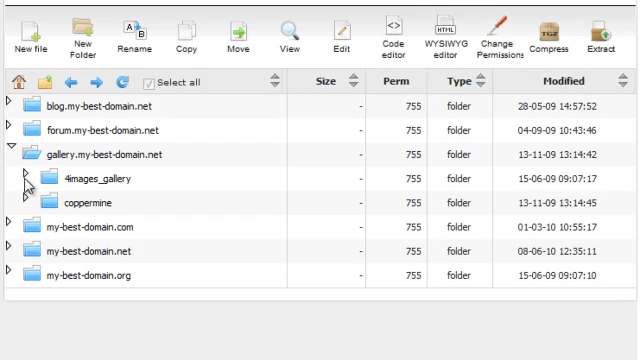 New file
New Folder
Rename
Copy
Move
View
Edit
Code editor
WYSIWYG editor
Change Permissions
Compress
Extract
Select all Size Perm Type Modified
blog.my-best-domain.net - 755 folder 28-05-09 14:57:52
forum.my-best-domain.net - 755 folder 04-09-09 10:43:46
gallery.my-best-domain.net - 755 folder 13-11-09 13:14:42
4images_gallery - 755 folder 15-06-09 09:07:17
coppermine - 755 folder 13-11-09 13:14:45
my-best-domain.com - 755 folder 01-03-10 10:55:17
my-best-domain.net - 755 folder 08-06-10 12:35:11
my-best-domain.org - 755 folder 15-06-09 09:07:10